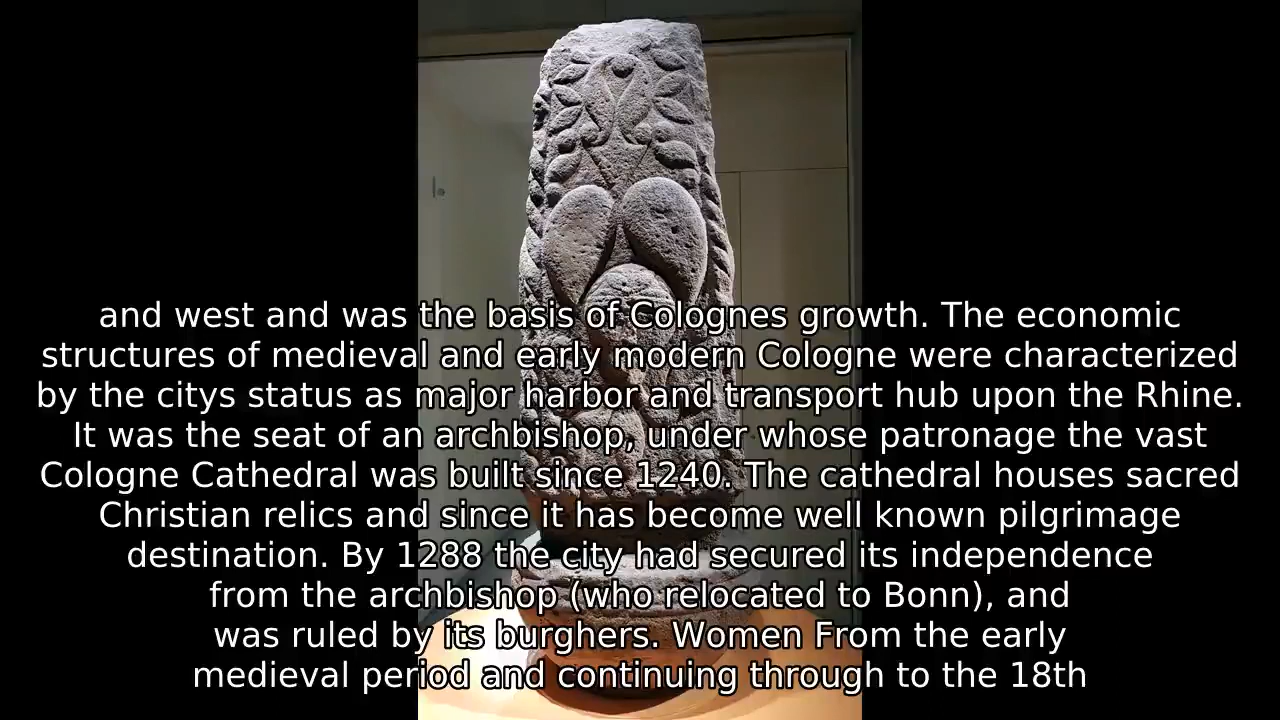 and west and was the basis of Colognes growth. The economic
structures of medieval and early modern Cologne were characterized
by the citys status as major harbor and transport hub upon the Rhine.
It was the seat of an archbishop, under whose patronage the vast
Cologne Cathedral was built since 1240. The cathedral houses sacred
Christian relics and since it has become well known pilgrimage
destination. By 1288 the city had secured its independence
from the archbishop (who relocated to Bonn), and
was ruled by its burghers. Women From the early
medieval period and continuing through to the 18th